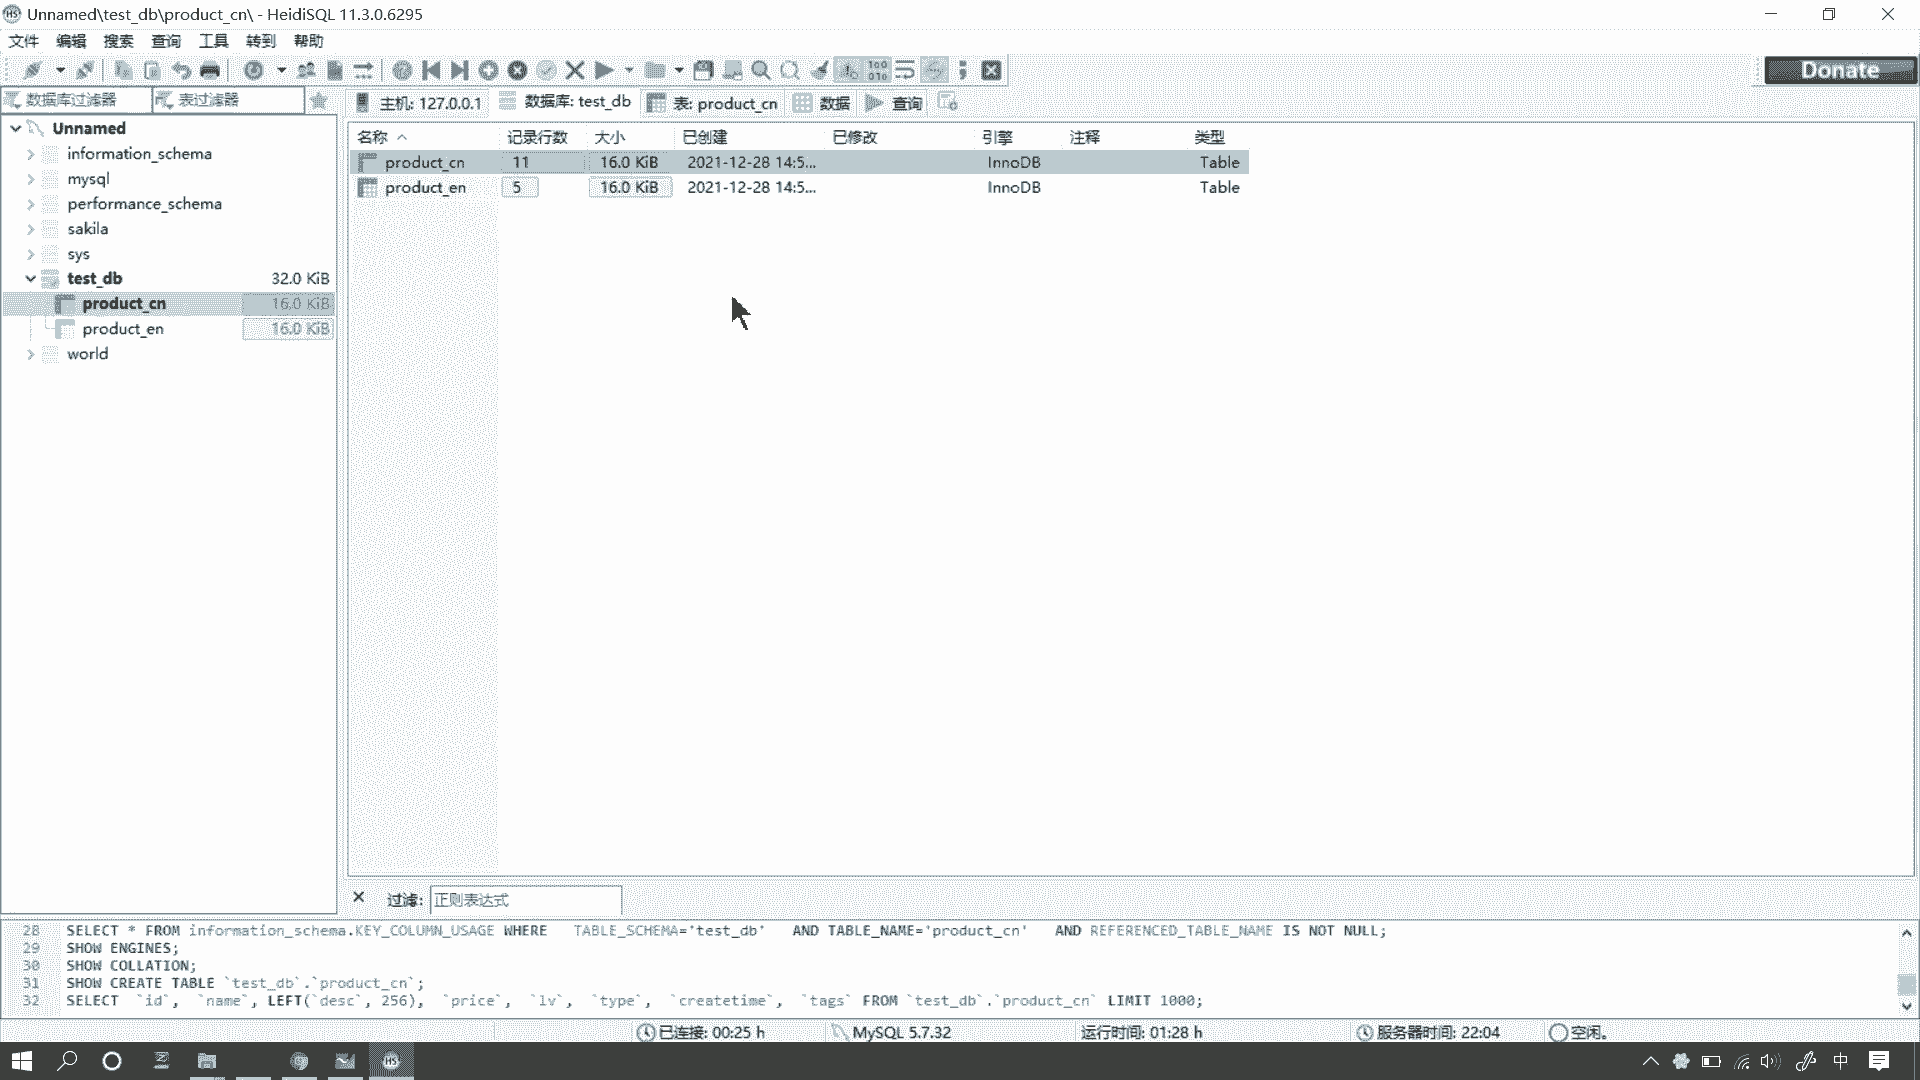 Unnamed\test_db\product_cn\ - HeidiSQL 11.3.0.6295
文件 编辑 搜索 查询 工具 转到 帮助
Donate
数据库过滤器 表过滤器
主机: 127.0.0.1 数据库: test_db 表: product_cn 数据 查询
Unnamed
information_schema
mysql
performance_schema
sakila
sys
test_db 32.0 KiB
product_cn 16.0 KiB
product_en 16.0 KiB
world
名称 记录行数 大小 已创建 已修改 引擎 注释 类型
product_cn 11 16.0 KiB 2021-12-28 14:5... InnoDB Table
product_en 5 16.0 KiB 2021-12-28 14:5... InnoDB Table
过滤: 正则表达式
28 SELECT * FROM information_schema.KEY_COLUMN_USAGE WHERE TABLE_SCHEMA='test_db' AND TABLE_NAME='product_cn' AND REFERENCED_TABLE_NAME IS NOT NULL;
29 SHOW ENGINES;
30 SHOW COLLATION;
31 SHOW CREATE TABLE `test_db`.`product_cn`;
32 SELECT `id`, `name`, LEFT(`desc`, 256), `price`, `lv`, `type`, `createtime`, `tags` FROM `test_db`.`product_cn` LIMIT 1000;
已连接: 00:25 h MySQL 5.7.32 运行时间: 01:28 h 服务器时间: 22:04 空闲。
中